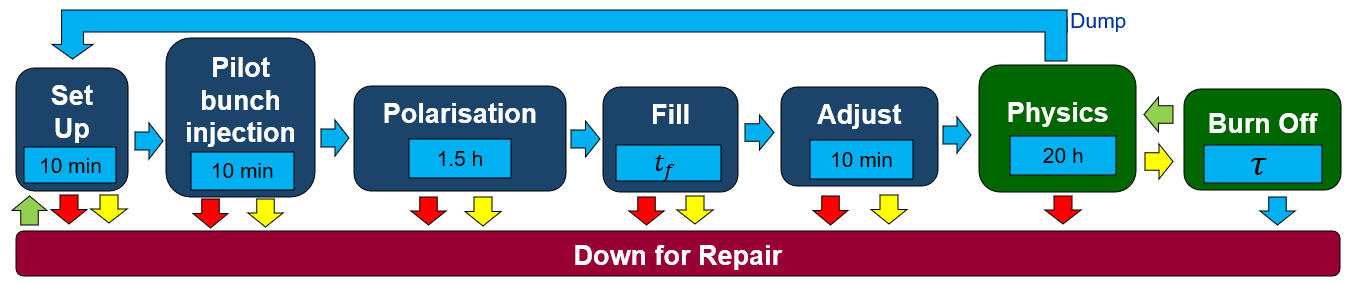 Dump
Set
Up
10 min
Pilot
bunch
injection
10 min
Polarisation
1.5 h
Fill
t_f
Adjust
10 min
Physics
20 h
Burn Off
τ
Down for Repair